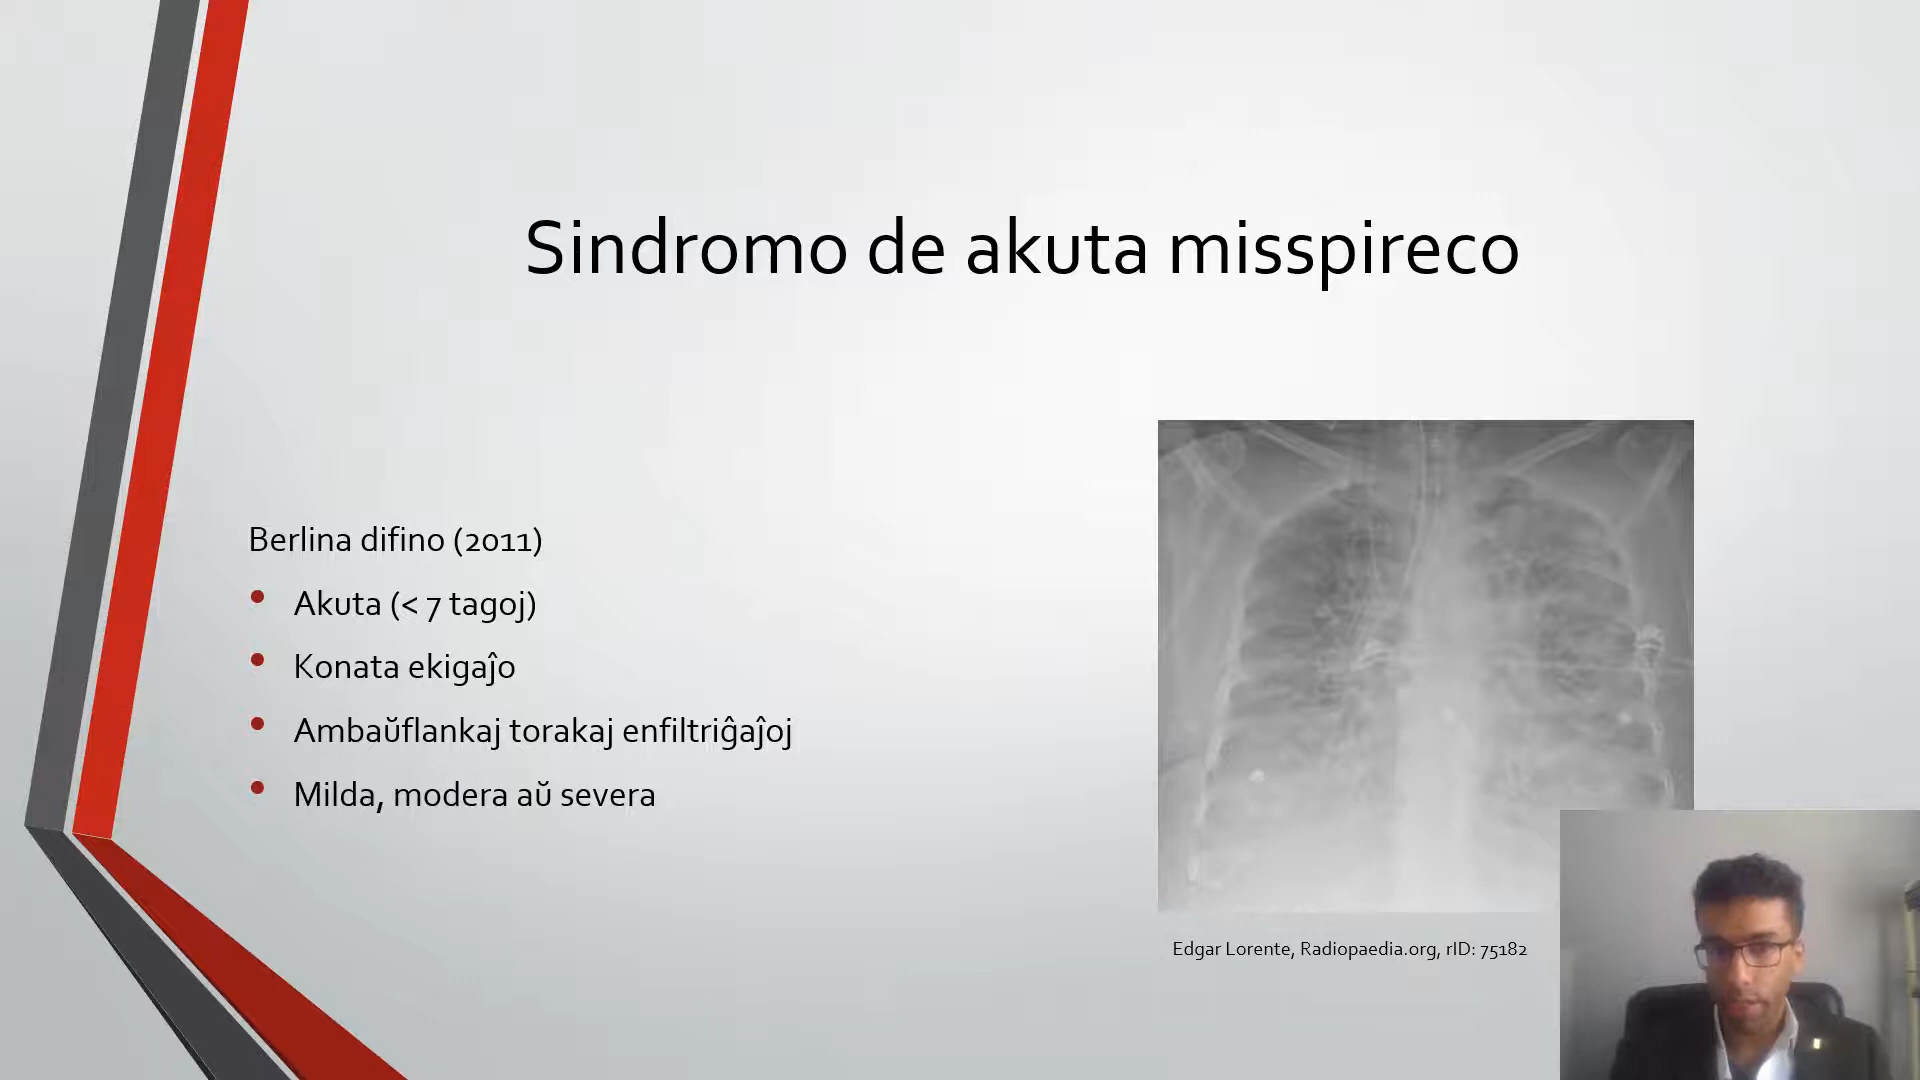 Sindromo de akuta misspireco
Berlina difino (2011)
Akuta (< 7 tagoj)
Konata ekigaĵo
Ambaŭflankaj torakaj enfiltriĝaĵoj
Milda, modera aŭ severa
Edgar Lorente, Radiopaedia.org, rID: 75182